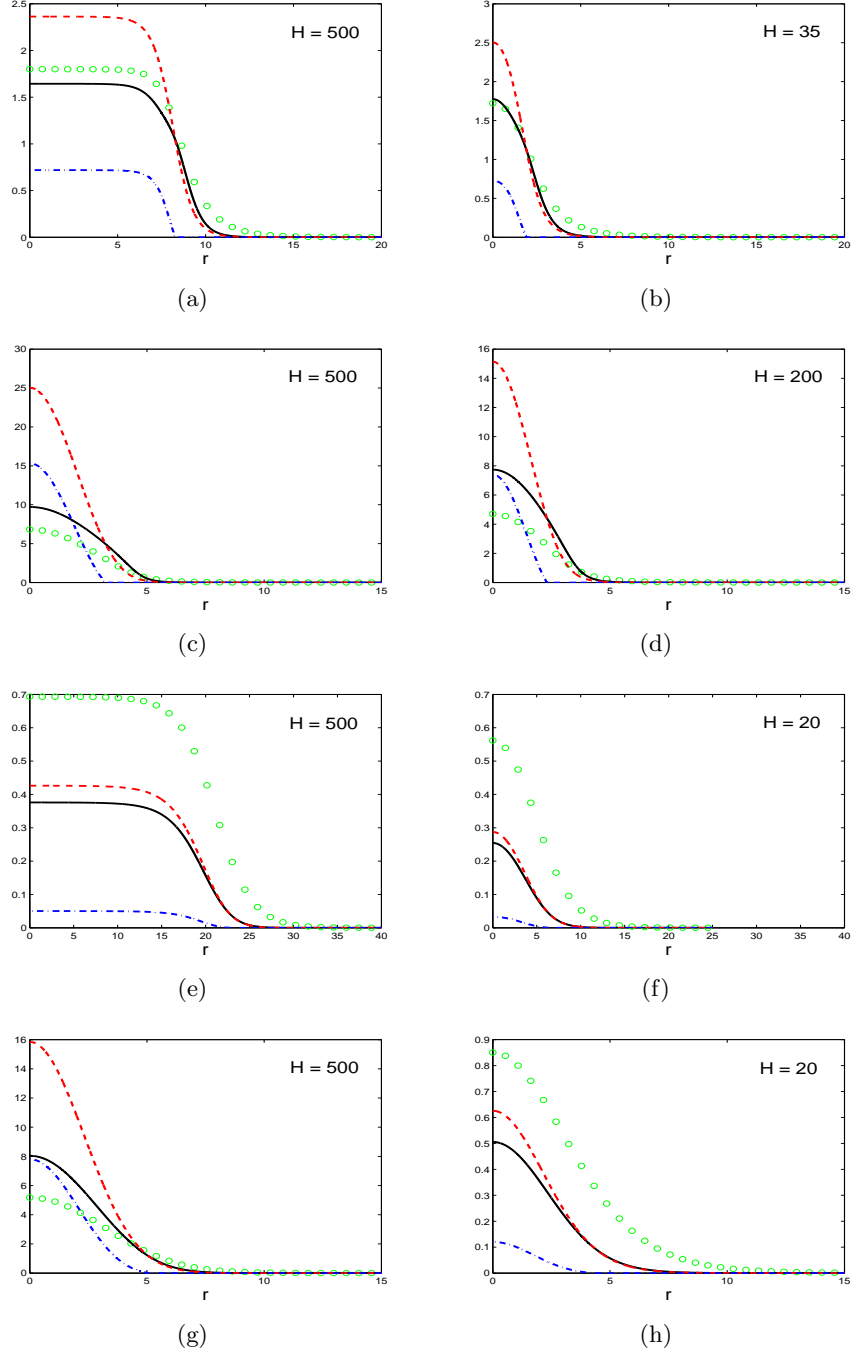 2.5
2
1.5
1
0.5
0
0 5 10 15 20
r
H = 500
(a)
3
2.5
2
1.5
1
0.5
0
0 5 10 15 20
r
H = 35
(b)
30
25
20
15
10
5
0
0 5 10 15
r
H = 500
(c)
16
14
12
10
8
6
4
2
0
0 5 10 15
r
H = 200
(d)
0.7
0.6
0.5
0.4
0.3
0.2
0.1
0
0 5 10 15 20 25 30 35 40
r
H = 500
(e)
0.7
0.6
0.5
0.4
0.3
0.2
0.1
0
0 5 10 15 20 25 30 35 40
r
H = 20
(f)
16
14
12
10
8
6
4
2
0
0 5 10 15
r
H = 500
(g)
0.9
0.8
0.7
0.6
0.5
0.4
0.3
0.2
0.1
0
0 5 10 15
r
H = 20
(h)